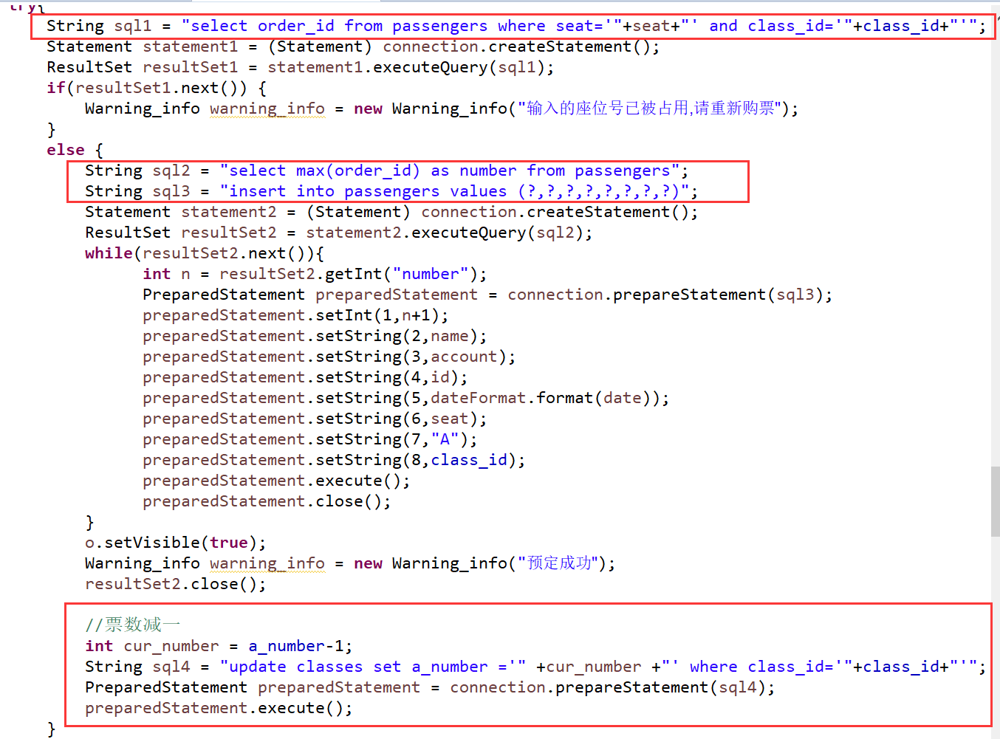 try{
String sql1 = "select order_id from passengers where seat='"+seat+"' and class_id='"+class_id+"'";
Statement statement1 = (Statement) connection.createStatement();
ResultSet resultSet1 = statement1.executeQuery(sql1);
if(resultSet1.next()) {
Warning_info warning_info = new Warning_info("输入的座位号已被占用,请重新购票");
}
else {
String sql2 = "select max(order_id) as number from passengers";
String sql3 = "insert into passengers values (?,?,?,?,?,?,?,?)";
Statement statement2 = (Statement) connection.createStatement();
ResultSet resultSet2 = statement2.executeQuery(sql2);
while(resultSet2.next()){
int n = resultSet2.getInt("number");
PreparedStatement preparedStatement = connection.prepareStatement(sql3);
preparedStatement.setInt(1,n+1);
preparedStatement.setString(2,name);
preparedStatement.setString(3,account);
preparedStatement.setString(4,id);
preparedStatement.setString(5,dateFormat.format(date));
preparedStatement.setString(6,seat);
preparedStatement.setString(7,"A");
preparedStatement.setString(8,class_id);
preparedStatement.execute();
preparedStatement.close();
}
o.setVisible(true);
Warning_info warning_info = new Warning_info("预定成功");
resultSet2.close();
//票数减一
int cur_number = a_number-1;
String sql4 = "update classes set a_number ='" +cur_number +"' where class_id='"+class_id+"'";
PreparedStatement preparedStatement = connection.prepareStatement(sql4);
preparedStatement.execute();
}